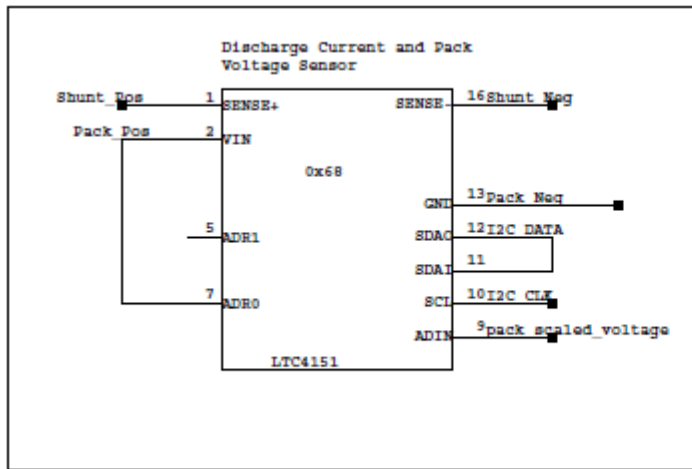 Discharge Current and Pack
Voltage Sensor
Shunt_Pos 1 SENSE+ SENSE- 16 Shunt_Neg
Pack_Pos 2 VIN
0x68
GND 13 Pack_Neg
5 ADR1 SDAO 12 I2C_DATA
SDAI 11
7 ADR0 SCL 10 I2C_CLK
ADIN 9 pack_scaled_voltage
LTC4151